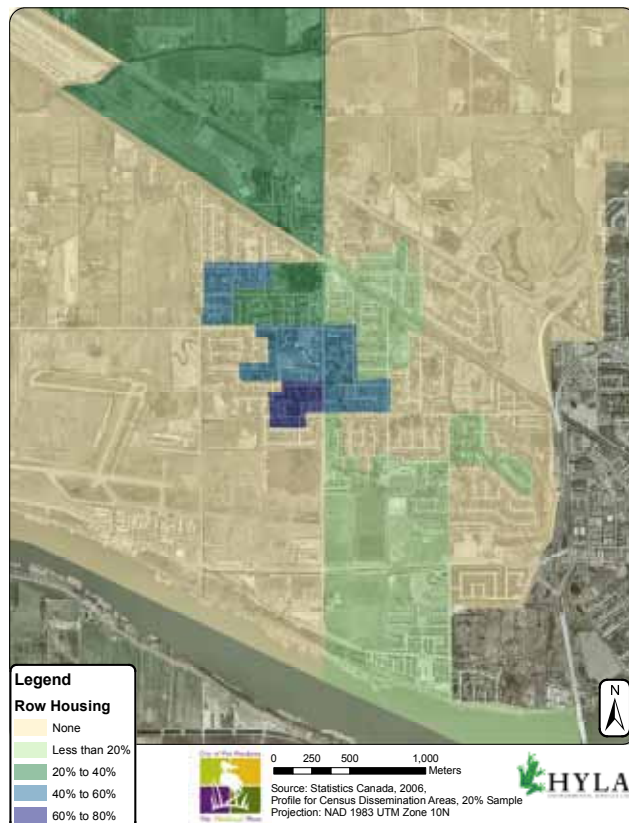 N
Legend
Row Housing
None
Less than 20%
20% to 40%
40% to 60%
60% to 80%
0 250 500 1,000
Meters
Source: Statistics Canada, 2006,
Profile for Census Dissemination Areas, 20% Sample
Projection: NAD 1983 UTM Zone 10N
HYLA